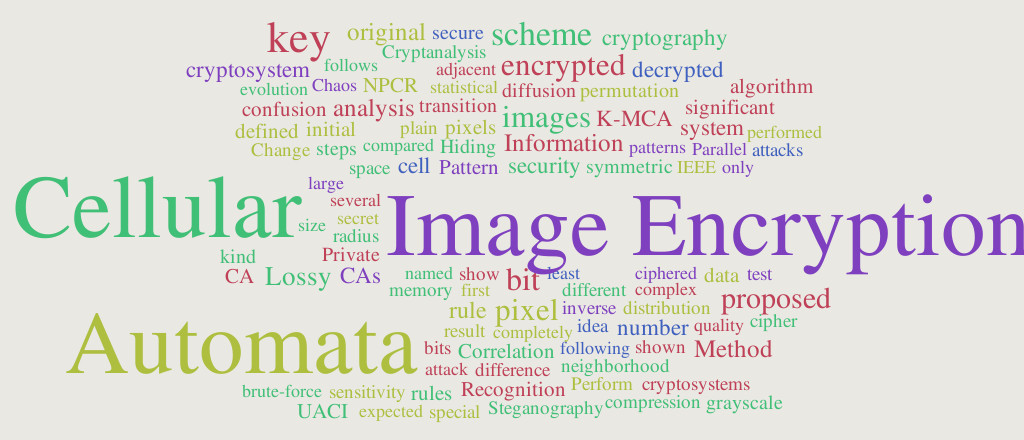 key original secure scheme cryptography
Cryptanalysis
cryptosystem follows adjacent encrypted decrypted
evolution Chaos NPCR statistical diffusion permutation algorithm
confusion analysis transition images K-MCA significant
defined initial plain pixels system performed
Change steps compared Hiding Information patterns Parallel attacks
space cell Pattern security symmetric IEEE only
large
Cellular several Image Encryption
size secret
radius
kind Private
CA Lossy CAs named show bit least ciphered data test
memory first different complex
rule pixel inverse distribution proposed
Automata result completely idea number quality cipher
bits Correlation following shown Method
attack difference neighborhood
brute-force sensitivity rules Recognition Perform cryptosystems
UACI expected special Steganography compression grayscale